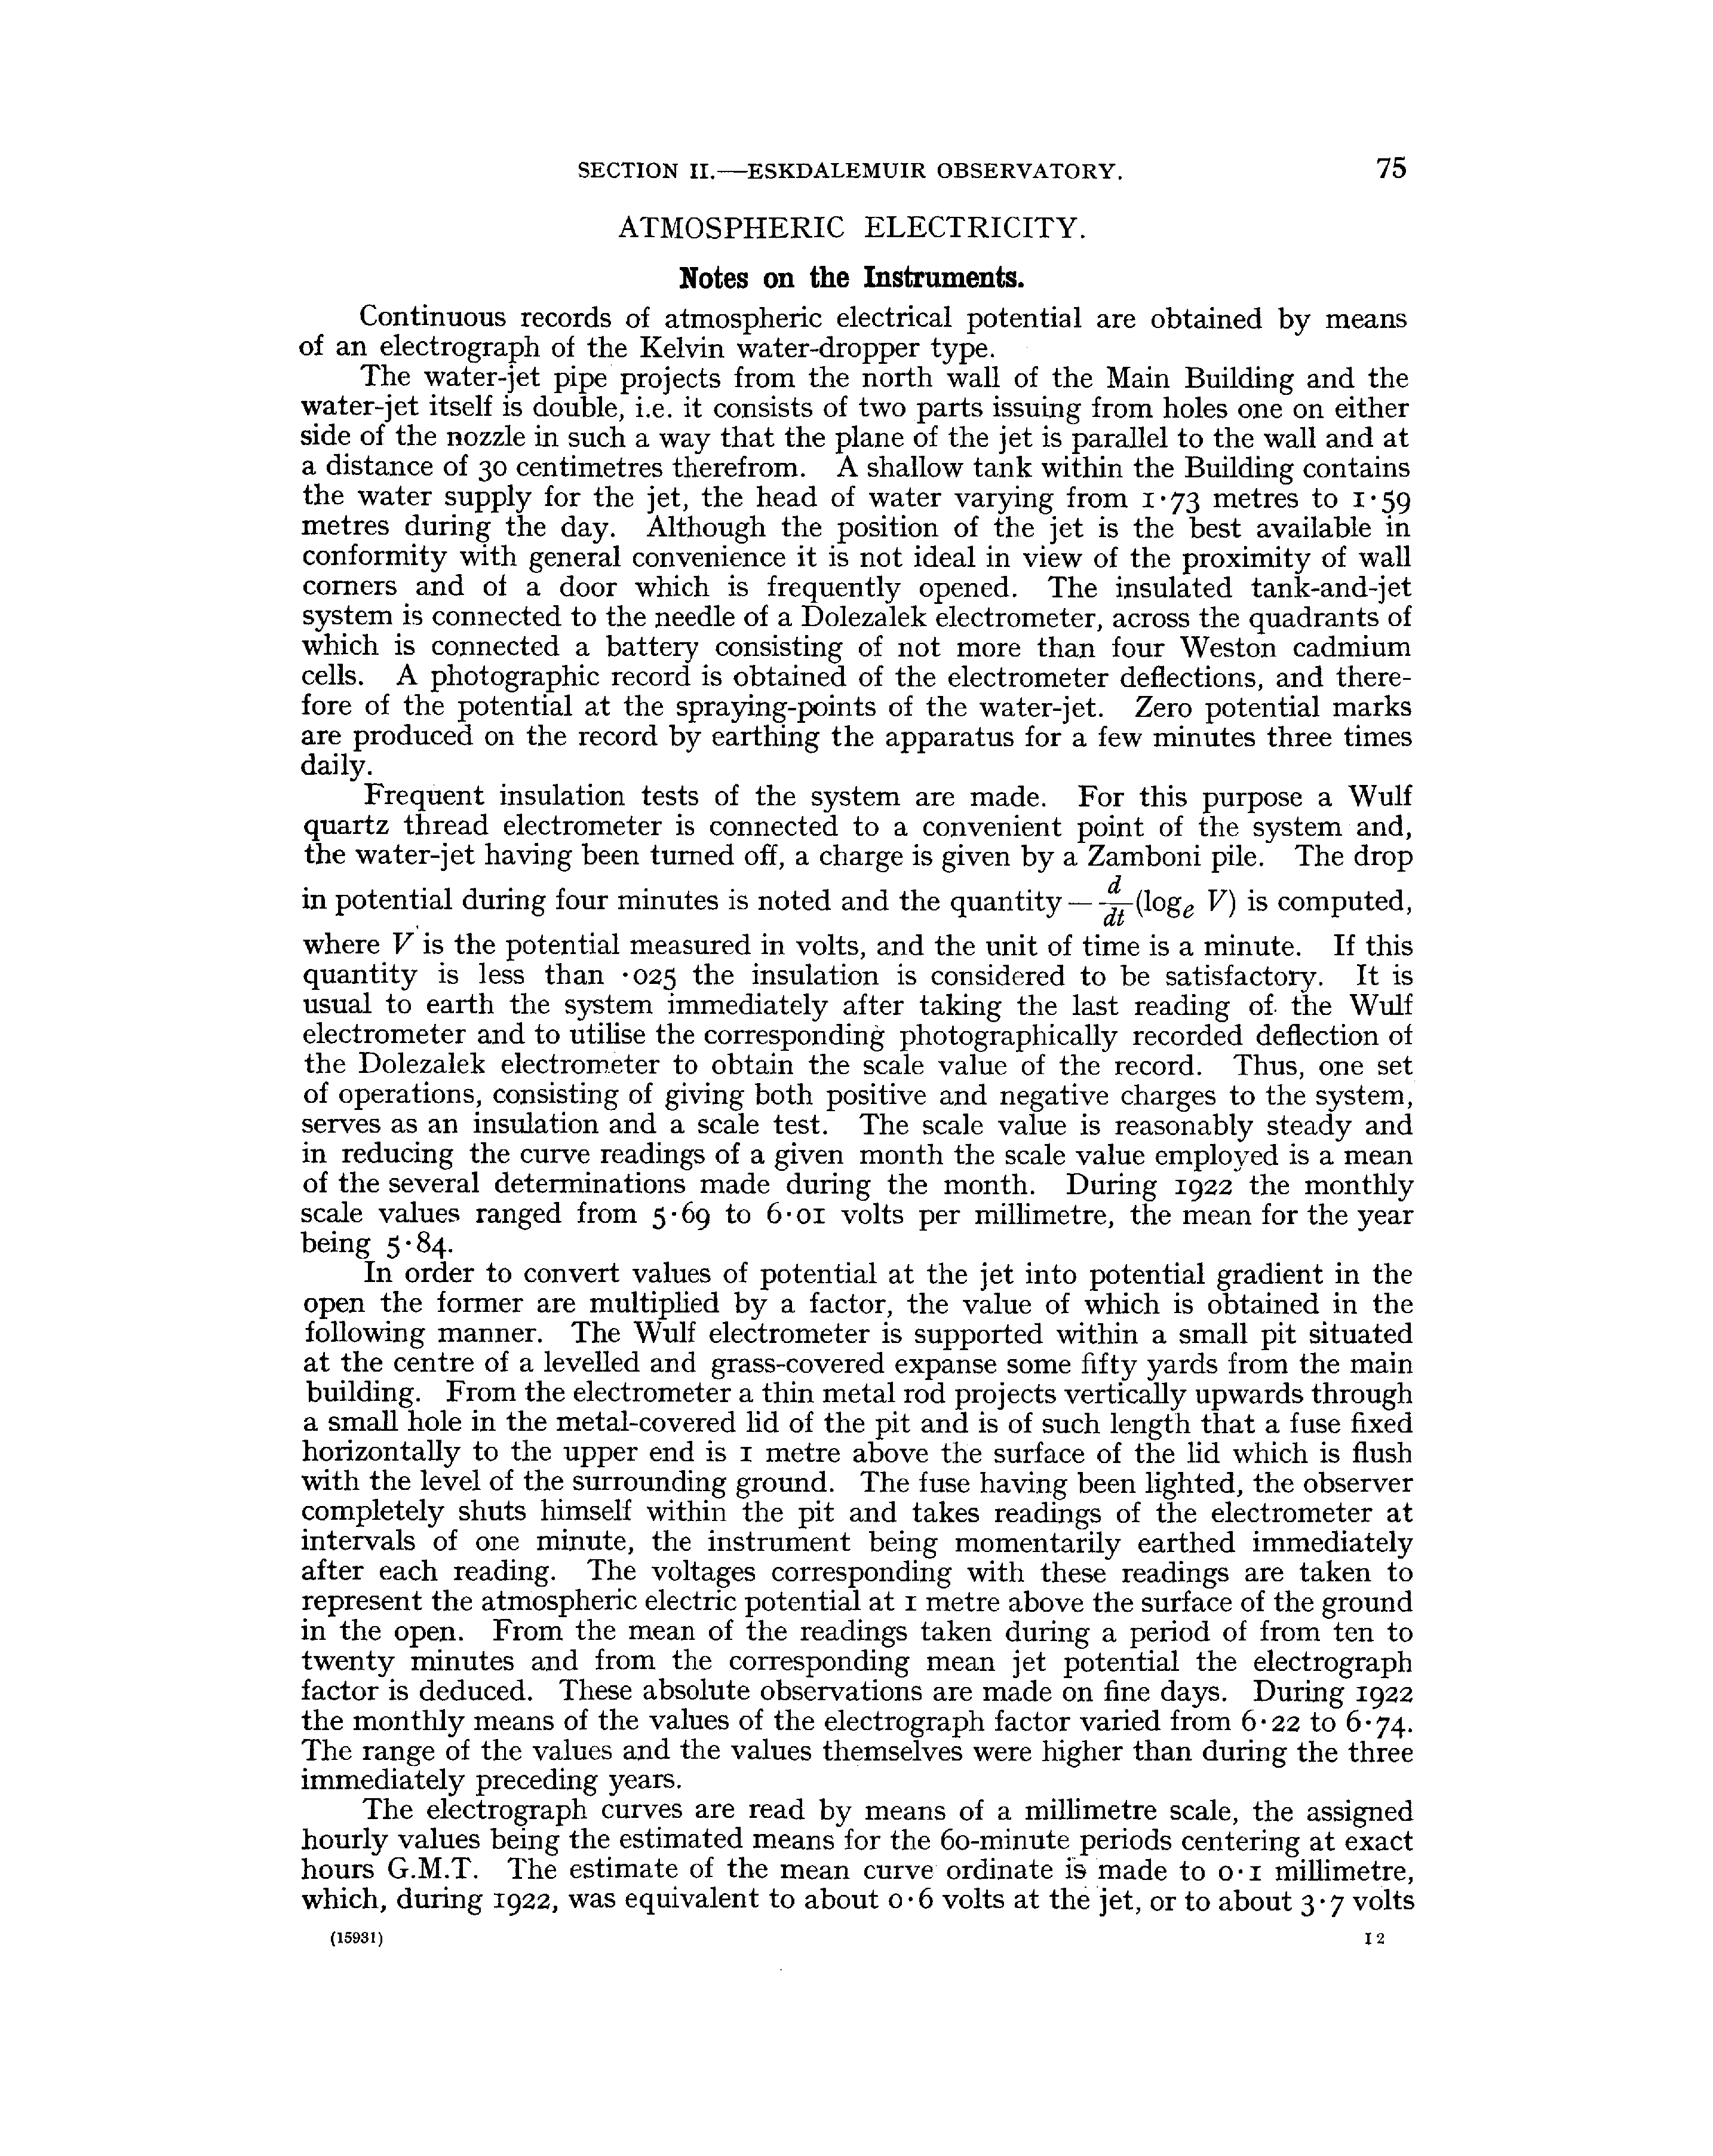 SECTION II.—ESKDALEMUIR OBSERVATORY. 75
ATMOSPHERIC ELECTRICITY.
Notes on the Instruments.
Continuous records of atmospheric electrical potential are obtained by means
of an electrograph of the Kelvin water-dropper type.
The water-jet pipe projects from the north wall of the Main Building and the
water-jet itself is double, i.e. it consists of two parts issuing from holes one on either
side of the nozzle in such a way that the plane of the jet is parallel to the wall and at
a distance of 30 centimetres therefrom. A shallow tank within the Building contains
the water supply for the jet, the head of water varying from 1·73 metres to 1·59
metres during the day. Although the position of the jet is the best available in
conformity with general convenience it is not ideal in view of the proximity of wall
corners and of a door which is frequently opened. The insulated tank-and-jet
system is connected to the needle of a Dolezalek electrometer, across the quadrants of
which is connected a battery consisting of not more than four Weston cadmium
cells. A photographic record is obtained of the electrometer deflections, and there-
fore of the potential at the spraying-points of the water-jet. Zero potential marks
are produced on the record by earthing the apparatus for a few minutes three times
daily.
Frequent insulation tests of the system are made. For this purpose a Wulf
quartz thread electrometer is connected to a convenient point of the system and,
the water-jet having been turned off, a charge is given by a Zamboni pile. The drop
in potential during four minutes is noted and the quantity — d/dt (logₑ V) is computed,
where V is the potential measured in volts, and the unit of time is a minute. If this
quantity is less than ·025 the insulation is considered to be satisfactory. It is
usual to earth the system immediately after taking the last reading of the Wulf
electrometer and to utilise the corresponding photographically recorded deflection of
the Dolezalek electrometer to obtain the scale value of the record. Thus, one set
of operations, consisting of giving both positive and negative charges to the system,
serves as an insulation and a scale test. The scale value is reasonably steady and
in reducing the curve readings of a given month the scale value employed is a mean
of the several determinations made during the month. During 1922 the monthly
scale values ranged from 5·69 to 6·01 volts per millimetre, the mean for the year
being 5·84.
In order to convert values of potential at the jet into potential gradient in the
open the former are multiplied by a factor, the value of which is obtained in the
following manner. The Wulf electrometer is supported within a small pit situated
at the centre of a levelled and grass-covered expanse some fifty yards from the main
building. From the electrometer a thin metal rod projects vertically upwards through
a small hole in the metal-covered lid of the pit and is of such length that a fuse fixed
horizontally to the upper end is 1 metre above the surface of the lid which is flush
with the level of the surrounding ground. The fuse having been lighted, the observer
completely shuts himself within the pit and takes readings of the electrometer at
intervals of one minute, the instrument being momentarily earthed immediately
after each reading. The voltages corresponding with these readings are taken to
represent the atmospheric electric potential at 1 metre above the surface of the ground
in the open. From the mean of the readings taken during a period of from ten to
twenty minutes and from the corresponding mean jet potential the electrograph
factor is deduced. These absolute observations are made on fine days. During 1922
the monthly means of the values of the electrograph factor varied from 6·22 to 6·74.
The range of the values and the values themselves were higher than during the three
immediately preceding years.
The electrograph curves are read by means of a millimetre scale, the assigned
hourly values being the estimated means for the 60-minute periods centering at exact
hours G.M.T. The estimate of the mean curve ordinate is made to 0·1 millimetre,
which, during 1922, was equivalent to about 0·6 volts at the jet, or to about 3·7 volts
(15931) I 2